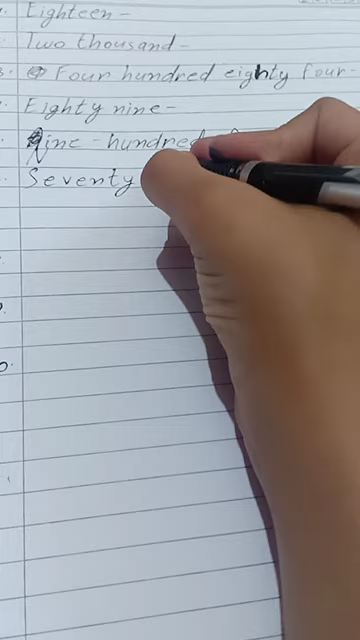 Eighteen -
Two thousand -
Four hundred eighty four -
Eighty nine -
Nine - hundred
Seventy